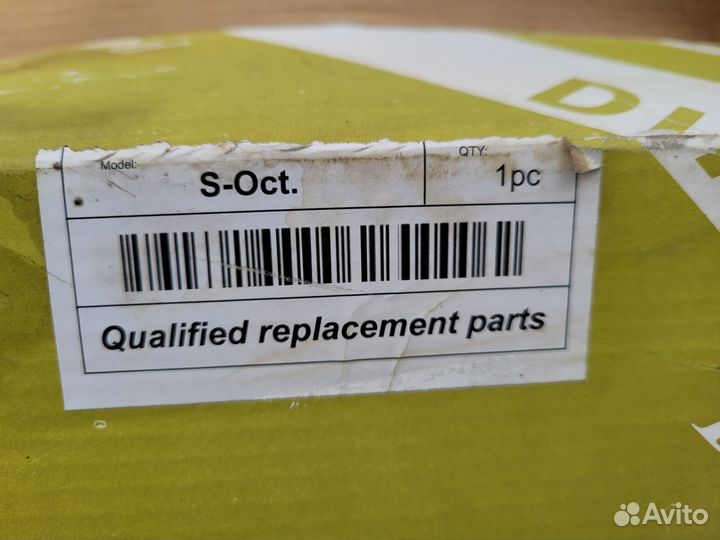 Model:
S-Oct.
QTY:
1pc
Qualified replacement parts
Avito